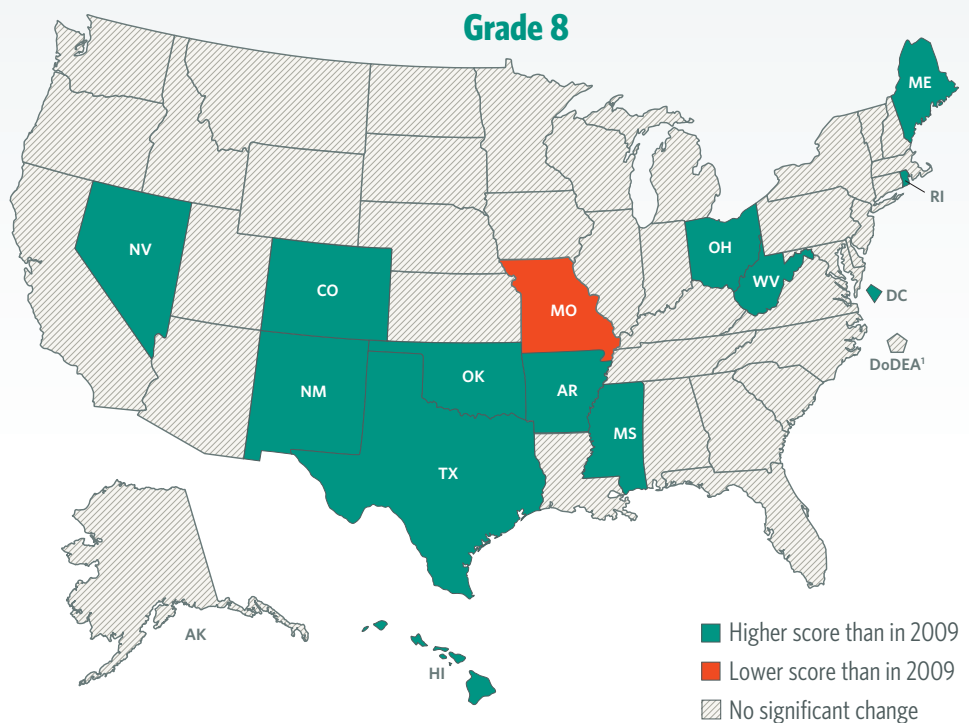 Grade 8
ME
RI
NV
OH
WV
CO
DC
MO
DoDEA¹
OK
NM
AR
MS
TX
AK
HI
Higher score than in 2009
Lower score than in 2009
No significant change